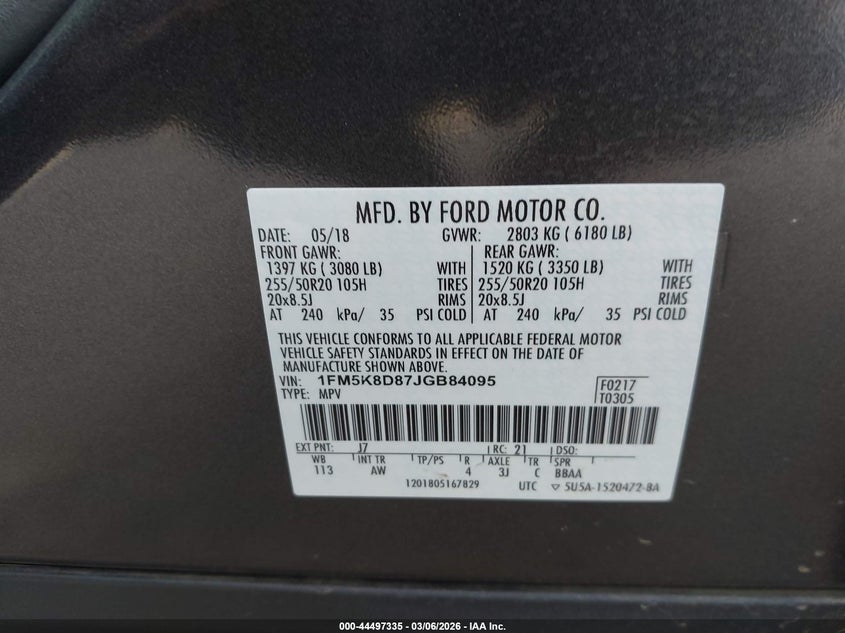 MFD. BY FORD MOTOR CO.
DATE: 05/18 GVWR: 2803 KG ( 6180 LB)
FRONT GAWR: REAR GAWR:
1397 KG ( 3080 LB) WITH 1520 KG ( 3350 LB) WITH
255/50R20 105H TIRES 255/50R20 105H TIRES
20x8.5J RIMS 20x8.5J RIMS
AT 240 kPa/ 35 PSI COLD AT 240 kPa/ 35 PSI COLD
THIS VEHICLE CONFORMS TO ALL APPLICABLE FEDERAL MOTOR
VEHICLE SAFETY STANDARDS IN EFFECT ON THE DATE OF
MANUFACTURE SHOWN ABOVE.
VIN: 1FM5K8D87JGB84095 F0217
TYPE: MPV T0305
EXT PNT: J7 RC: 21 DSO:
WB INT TR TP/PS R AXLE TR SPR
113 AW 4 3J C BBAA
1201805167829 UTC ▽ 5U5A-1520472-BA
000-44497335 - 03/06/2026 - IAA Inc.